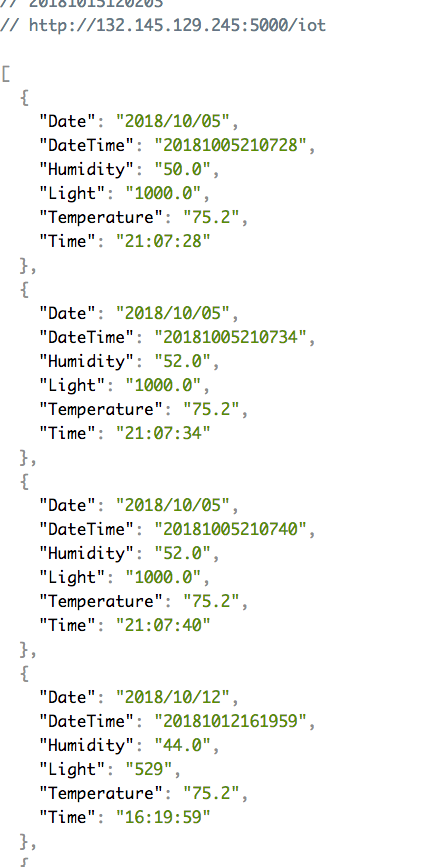 // 20181015120203
// http://132.145.129.245:5000/iot
[
{
"Date": "2018/10/05",
"DateTime": "20181005210728",
"Humidity": "50.0",
"Light": "1000.0",
"Temperature": "75.2",
"Time": "21:07:28"
},
{
"Date": "2018/10/05",
"DateTime": "20181005210734",
"Humidity": "52.0",
"Light": "1000.0",
"Temperature": "75.2",
"Time": "21:07:34"
},
{
"Date": "2018/10/05",
"DateTime": "20181005210740",
"Humidity": "52.0",
"Light": "1000.0",
"Temperature": "75.2",
"Time": "21:07:40"
},
{
"Date": "2018/10/12",
"DateTime": "20181012161959",
"Humidity": "44.0",
"Light": "529",
"Temperature": "75.2",
"Time": "16:19:59"
},
{